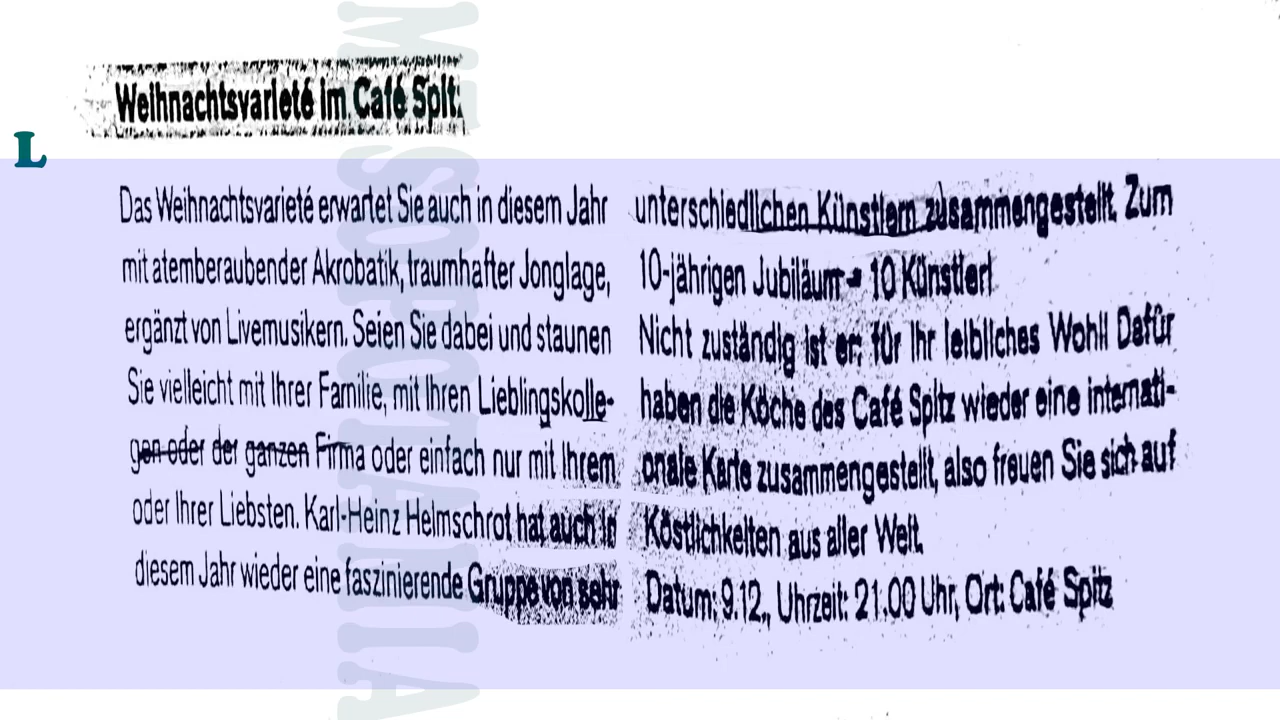 Weihnachtsvarieté im Café Spitz
L
Das Weihnachtsvarieté erwartet Sie auch in diesem Jahr
mit atemberaubender Akrobatik, traumhafter Jonglage,
ergänzt von Livemusikern. Seien Sie dabei und staunen
Sie vielleicht mit Ihrer Familie, mit Ihren Lieblingskolle-
gen oder der ganzen Firma oder einfach nur mit Ihrem
oder Ihrer Liebsten. Karl-Heinz Helmschrot hat auch in
diesem Jahr wieder eine faszinierende Gruppe von sehr
unterschiedlichen Künstlern zusammengestellt. Zum
10-jährigen Jubiläum = 10 Künstler!
Nicht zuständig ist er: für Ihr leibliches Wohl! Dafür
haben die Köche des Café Spitz wieder eine internati-
onale Karte zusammengestellt, also freuen Sie sich auf
Köstlichkeiten aus aller Welt.
Datum: 9.12., Uhrzeit: 21.00 Uhr, Ort: Café Spitz